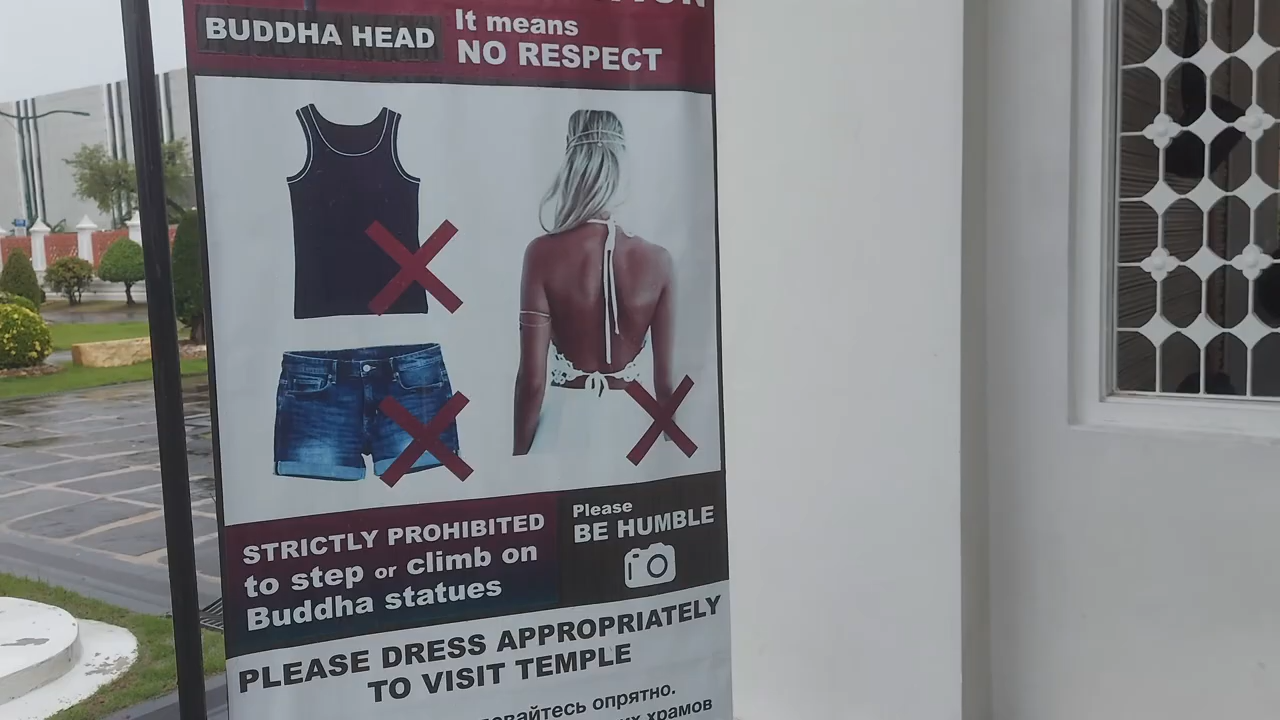 BUDDHA HEAD
It means
NO RESPECT
STRICTLY PROHIBITED
to step or climb on
Buddha statues
Please
BE HUMBLE
PLEASE DRESS APPROPRIATELY
TO VISIT TEMPLE
опрятно.
храмов